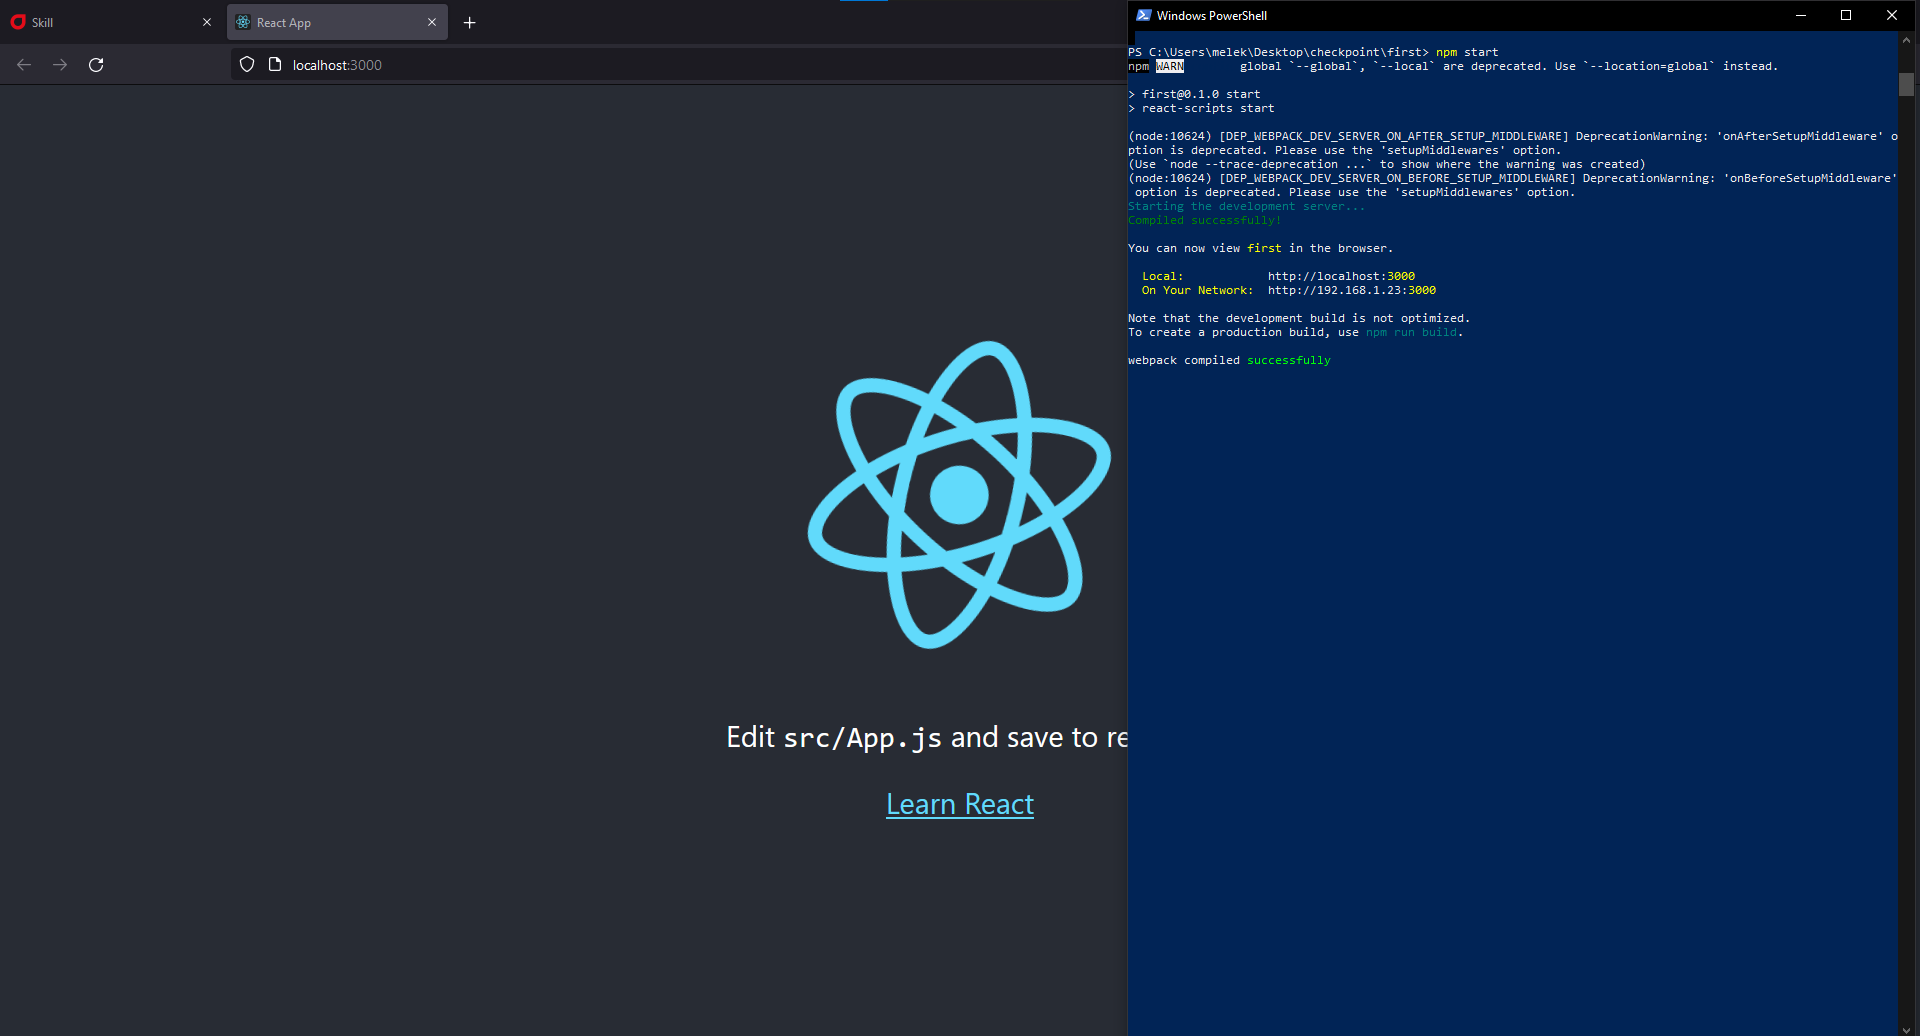 Skill
React App
localhost:3000
Edit src/App.js and save to re
Learn React
Windows PowerShell
PS C:\Users\melek\Desktop\checkpoint\first> npm start
npm WARN global `--global`, `--local` are deprecated. Use `--location=global` instead.
> first@0.1.0 start
> react-scripts start
(node:10624) [DEP_WEBPACK_DEV_SERVER_ON_AFTER_SETUP_MIDDLEWARE] DeprecationWarning: 'onAfterSetupMiddleware' o
ption is deprecated. Please use the 'setupMiddlewares' option.
(Use `node --trace-deprecation ...` to show where the warning was created)
(node:10624) [DEP_WEBPACK_DEV_SERVER_ON_BEFORE_SETUP_MIDDLEWARE] DeprecationWarning: 'onBeforeSetupMiddleware'
option is deprecated. Please use the 'setupMiddlewares' option.
Starting the development server...
Compiled successfully!
You can now view first in the browser.
Local: http://localhost:3000
On Your Network: http://192.168.1.23:3000
Note that the development build is not optimized.
To create a production build, use npm run build.
webpack compiled successfully